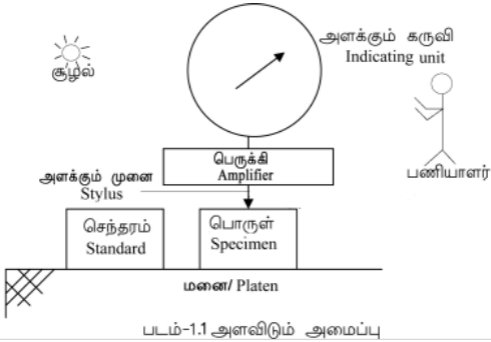 அளக்கும் கருவி
Indicating unit
சூழல்
பெருக்கி
Amplifier
பணியாளர்
அளக்கும் முனை
Stylus
செந்தரம்
Standard
பொருள்
Specimen
மனை/ Platen
படம்-1.1 அளவிடும் அமைப்பு